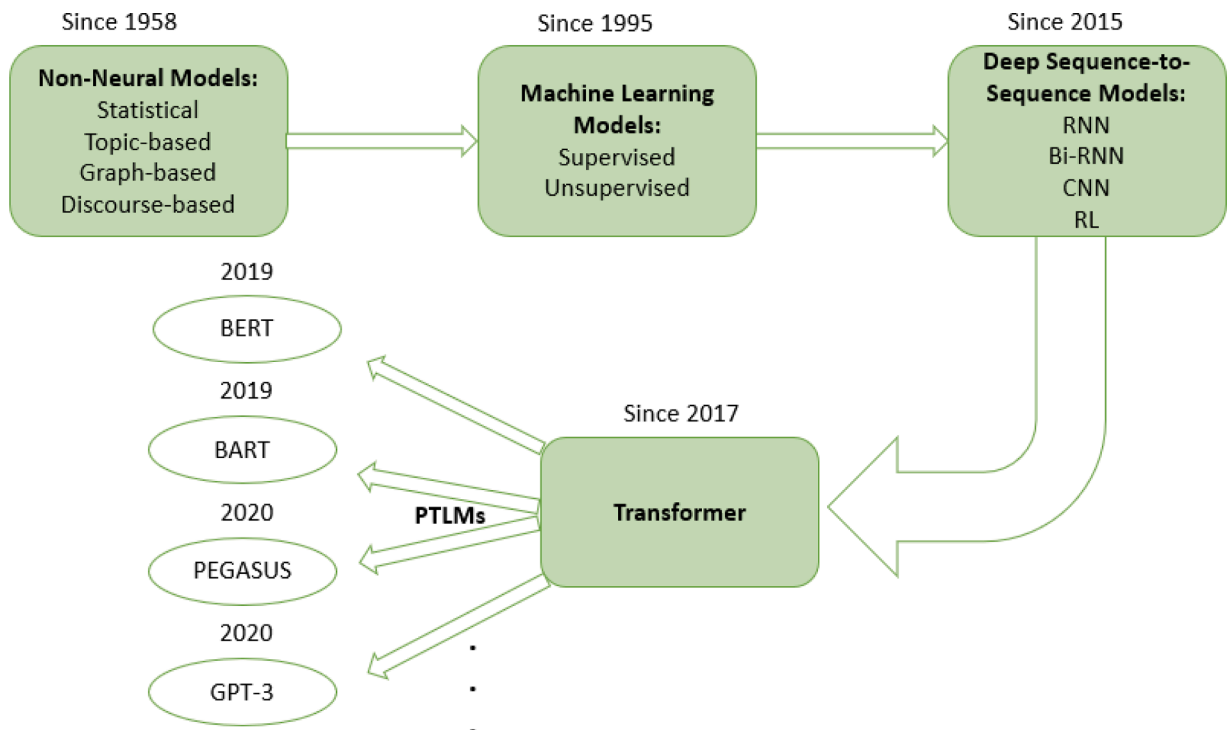 Since 1958
Non-Neural Models:
Statistical
Topic-based
Graph-based
Discourse-based
Since 1995
Machine Learning
Models:
Supervised
Unsupervised
Since 2015
Deep Sequence-to-
Sequence Models:
RNN
Bi-RNN
CNN
RL
Since 2017
Transformer
PTLMs
2019
BERT
2019
BART
2020
PEGASUS
2020
GPT-3